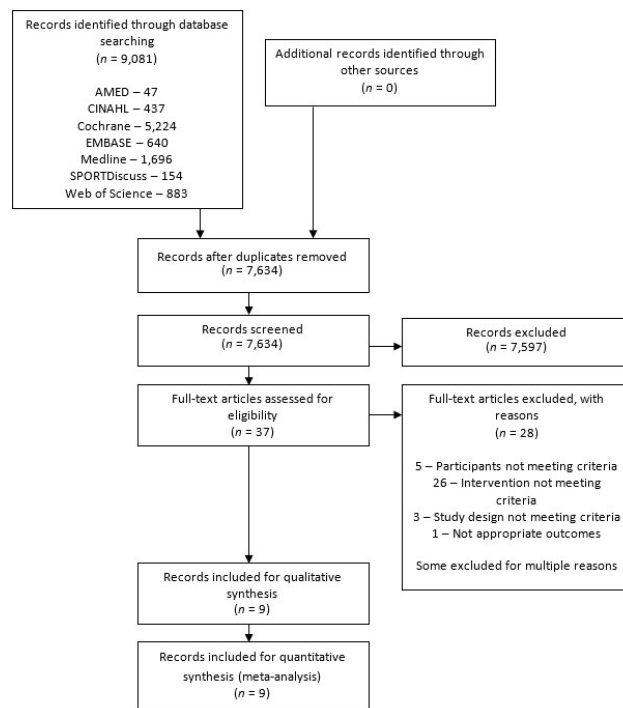 Records identified through database
searching
(n = 9,081)
AMED – 47
CINAHL – 437
Cochrane – 5,224
EMBASE – 640
Medline – 1,696
SPORTDiscuss – 154
Web of Science – 883
Additional records identified through
other sources
(n = 0)
Records after duplicates removed
(n = 7,634)
Records screened
(n = 7,634)
Records excluded
(n = 7,597)
Full-text articles assessed for
eligibility
(n = 37)
Full-text articles excluded, with
reasons
(n = 28)
5 – Participants not meeting criteria
26 – Intervention not meeting
criteria
3 – Study design not meeting criteria
1 – Not appropriate outcomes
Some excluded for multiple reasons
Records included for qualitative
synthesis
(n = 9)
Records included for quantitative
synthesis (meta-analysis)
(n = 9)